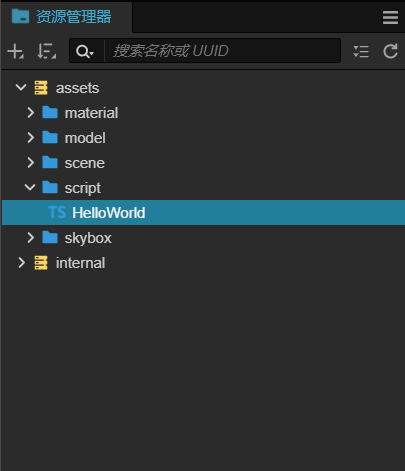 资源管理器
搜索名称或 UUID
assets
material
model
scene
script
TS HelloWorld
skybox
internal